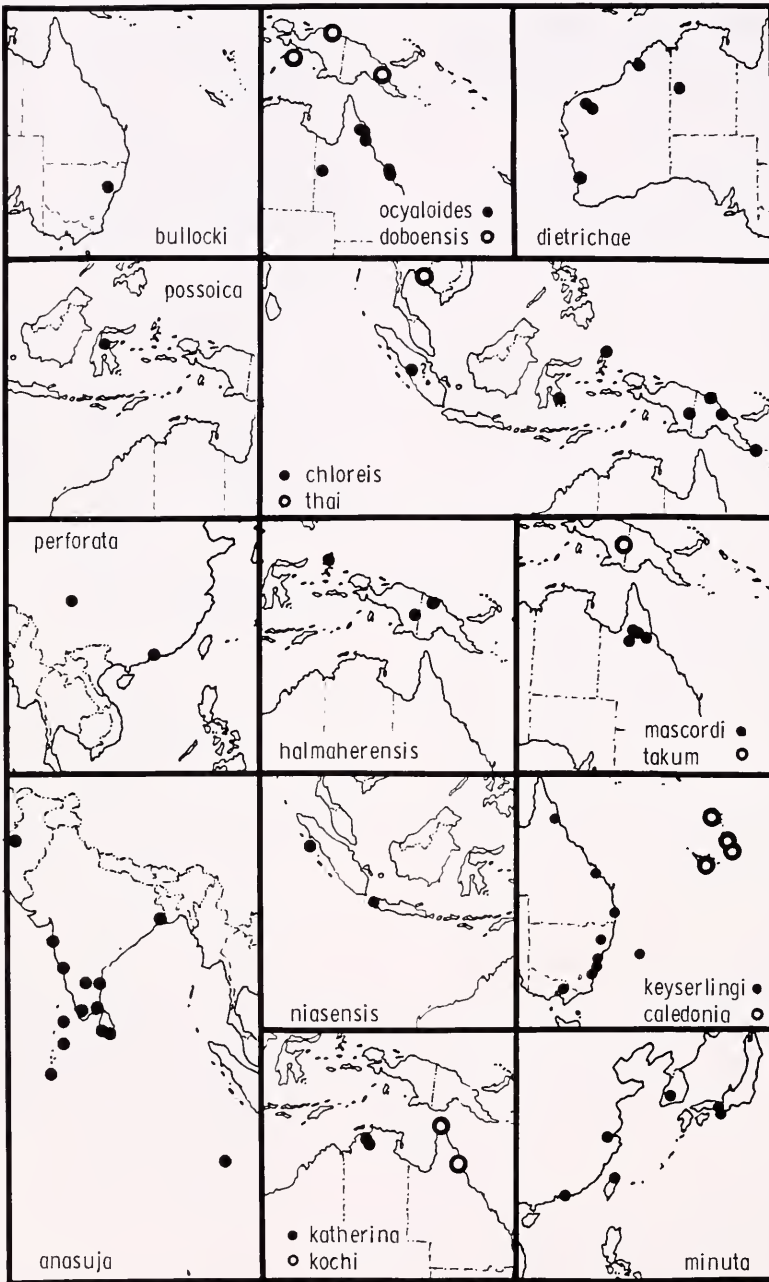 bullocki
ocyaloides
doboensis
dietrichae
possoica
chloreis
thai
perforata
halmaherensis
mascordi
takum
anasuja
niasensis
keyserlingi
caledonia
katherina
kochi
minuta